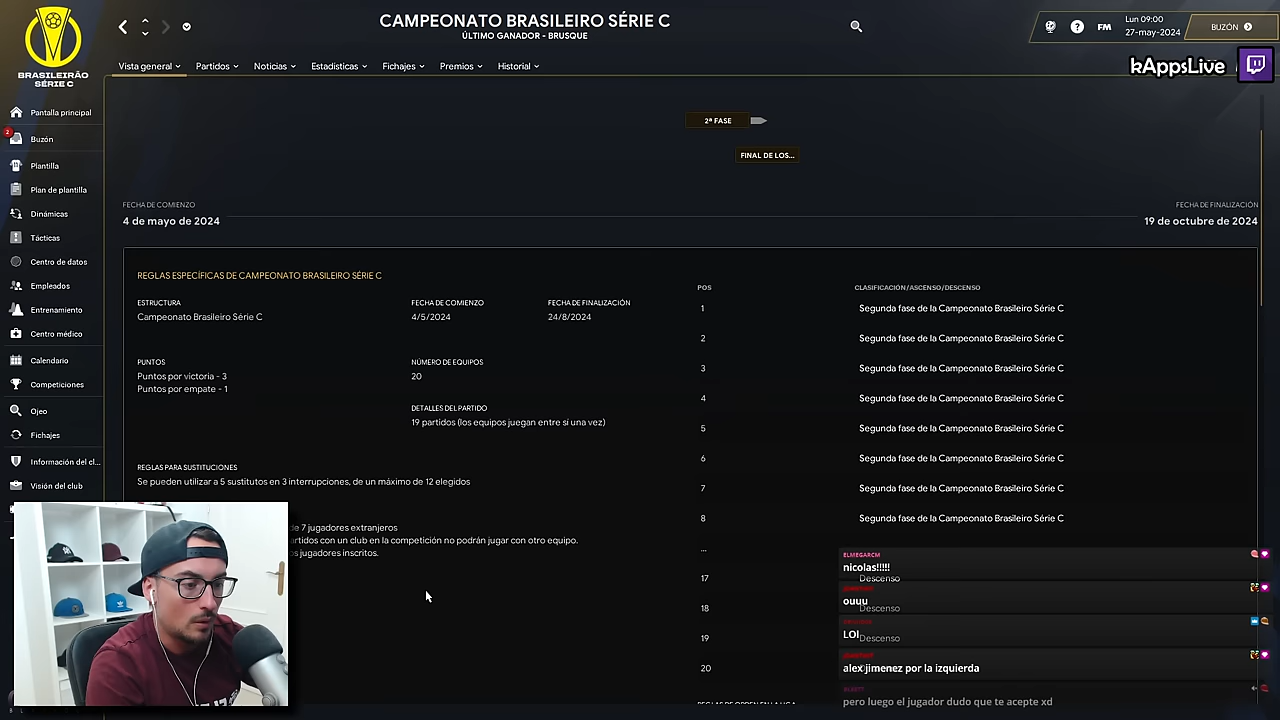 CAMPEONATO BRASILEIRO SÉRIE C
ÚLTIMO GANADOR - BRUSQUE
FM
Lun 09:00
27-may-2024
BUZÓN
BRASILEIRÃO
SÉRIE C
Vista general
Partidos
Noticias
Estadísticas
Fichajes
Premios
Historial
kAppsLive
Pantalla principal
2
Buzón
Plantilla
Plan de plantilla
Dinámicas
Tácticas
Centro de datos
Empleados
Entrenamiento
Centro médico
Calendario
Competiciones
Ojeo
Fichajes
Información del cl...
Visión del club
2ª FASE
FINAL DE LOS...
FECHA DE COMIENZO
4 de mayo de 2024
FECHA DE FINALIZACIÓN
19 de octubre de 2024
REGLAS ESPECÍFICAS DE CAMPEONATO BRASILEIRO SÉRIE C
ESTRUCTURA
Campeonato Brasileiro Série C
FECHA DE COMIENZO
4/5/2024
FECHA DE FINALIZACIÓN
24/8/2024
PUNTOS
Puntos por victoria - 3
Puntos por empate - 1
NÚMERO DE EQUIPOS
20
DETALLES DEL PARTIDO
19 partidos (los equipos juegan entre sí una vez)
REGLAS PARA SUSTITUCIONES
Se pueden utilizar a 5 sustitutos en 3 interrupciones, de un máximo de 12 elegidos
de 7 jugadores extranjeros
artidos con un club en la competición no podrán jugar con otro equipo.
os jugadores inscritos.
POS CLASIFICACIÓN/ASCENSO/DESCENSO
1 Segunda fase de la Campeonato Brasileiro Série C
2 Segunda fase de la Campeonato Brasileiro Série C
3 Segunda fase de la Campeonato Brasileiro Série C
4 Segunda fase de la Campeonato Brasileiro Série C
5 Segunda fase de la Campeonato Brasileiro Série C
6 Segunda fase de la Campeonato Brasileiro Série C
7 Segunda fase de la Campeonato Brasileiro Série C
8 Segunda fase de la Campeonato Brasileiro Série C
...
17 Descenso
18 Descenso
19 Descenso
20
ELMEGARCM
nicolas!!!!!
ouuu
LOl
alex jimenez por la izquierda
pero luego el jugador dudo que te acepte xd